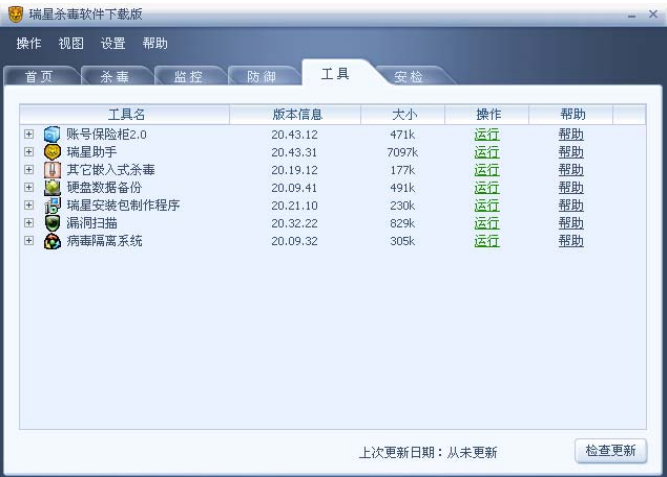 瑞星杀毒软件下载版
操作 视图 设置 帮助
首页 杀毒 监控 防御 工具 安检
工具名 版本信息 大小 操作 帮助
账号保险柜2.0 20.43.12 471k 运行 帮助
瑞星助手 20.43.31 7097k 运行 帮助
其它嵌入式杀毒 20.19.12 177k 运行 帮助
硬盘数据备份 20.09.41 491k 运行 帮助
瑞星安装包制作程序 20.21.10 230k 运行 帮助
漏洞扫描 20.32.22 829k 运行 帮助
病毒隔离系统 20.09.32 305k 运行 帮助
上次更新日期：从未更新 检查更新